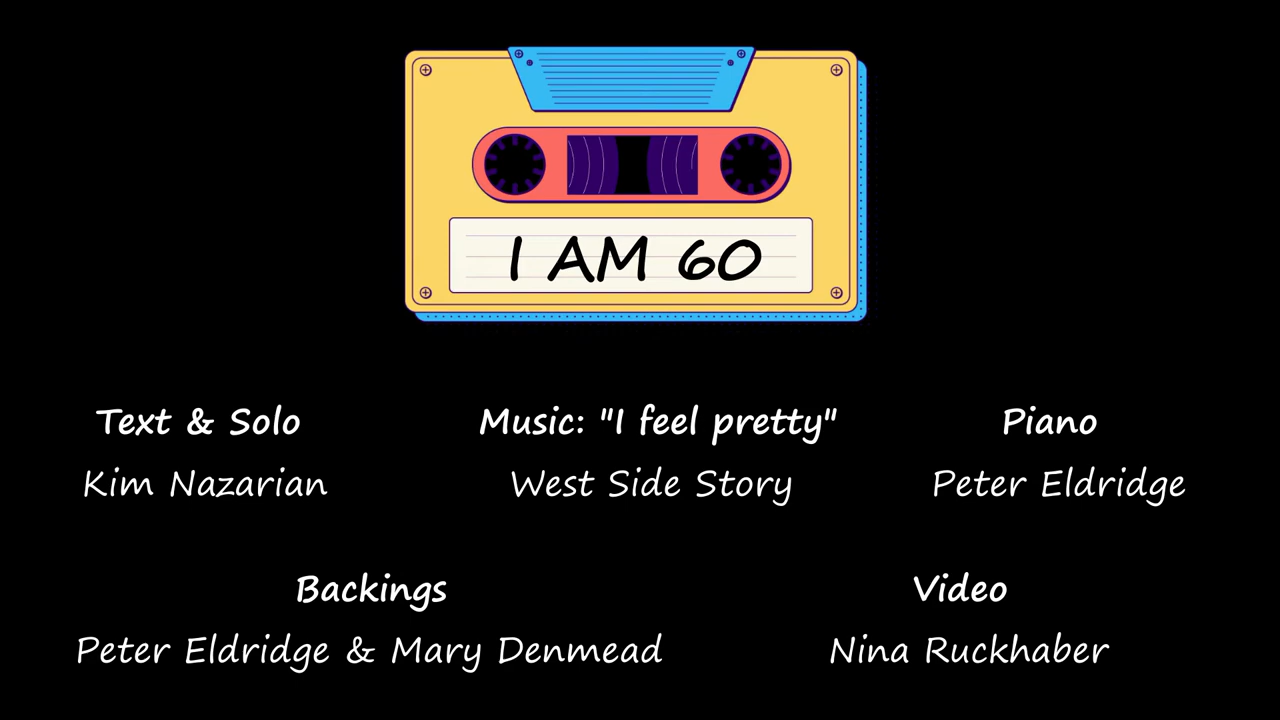 I AM 60
Text & Solo
Kim Nazarian
Music: "I feel pretty"
West Side Story
Piano
Peter Eldridge
Backings
Peter Eldridge & Mary Denmead
Video
Nina Ruckhaber